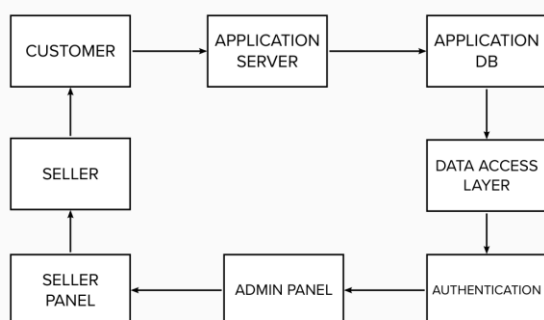 CUSTOMER
APPLICATION
SERVER
APPLICATION
DB
SELLER
DATA ACCESS
LAYER
SELLER
PANEL
ADMIN PANEL
AUTHENTICATION